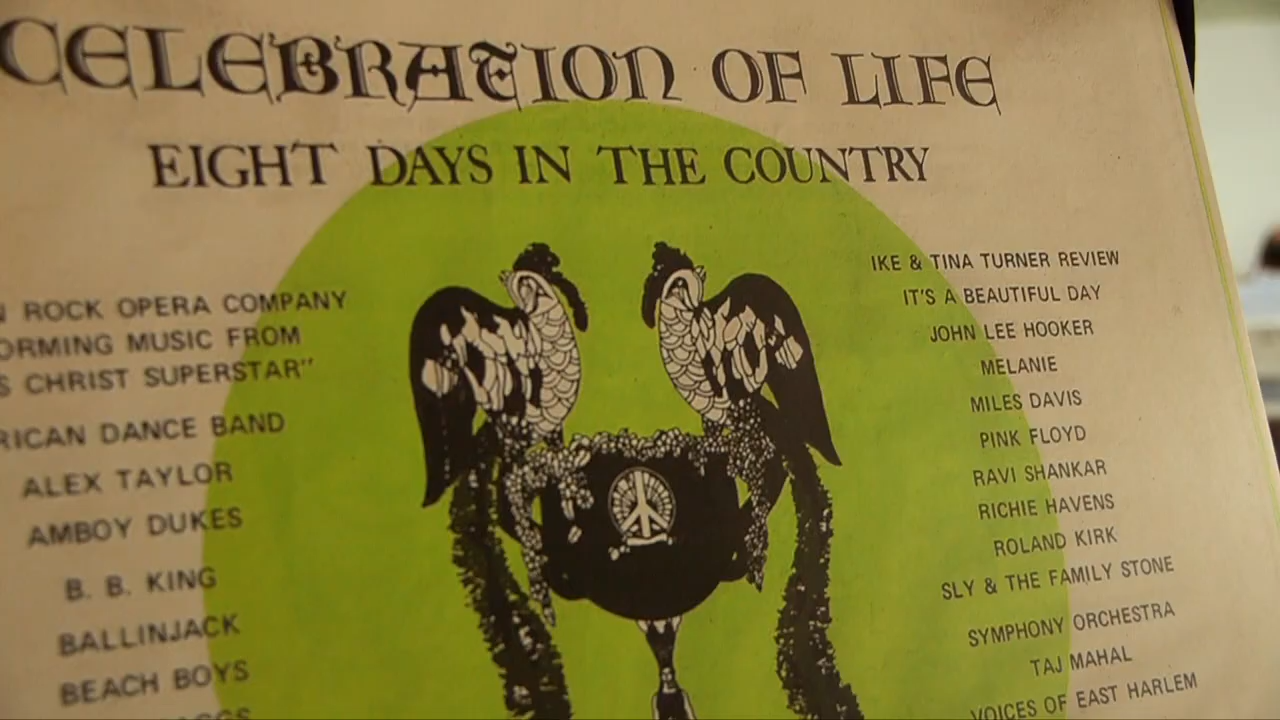 CELEBRATION OF LIFE
EIGHT DAYS IN THE COUNTRY
ROCK OPERA COMPANY
MUSIC FROM
CHRIST SUPERSTAR"
DANCE BAND
ALEX TAYLOR
AMBOY DUKES
B. B. KING
BALLINJACK
BEACH BOYS
IKE & TINA TURNER REVIEW
IT'S A BEAUTIFUL DAY
JOHN LEE HOOKER
MELANIE
MILES DAVIS
PINK FLOYD
RAVI SHANKAR
RICHIE HAVENS
ROLAND KIRK
SLY & THE FAMILY STONE
SYMPHONY ORCHESTRA
TAJ MAHAL
VOICES OF EAST HARLEM